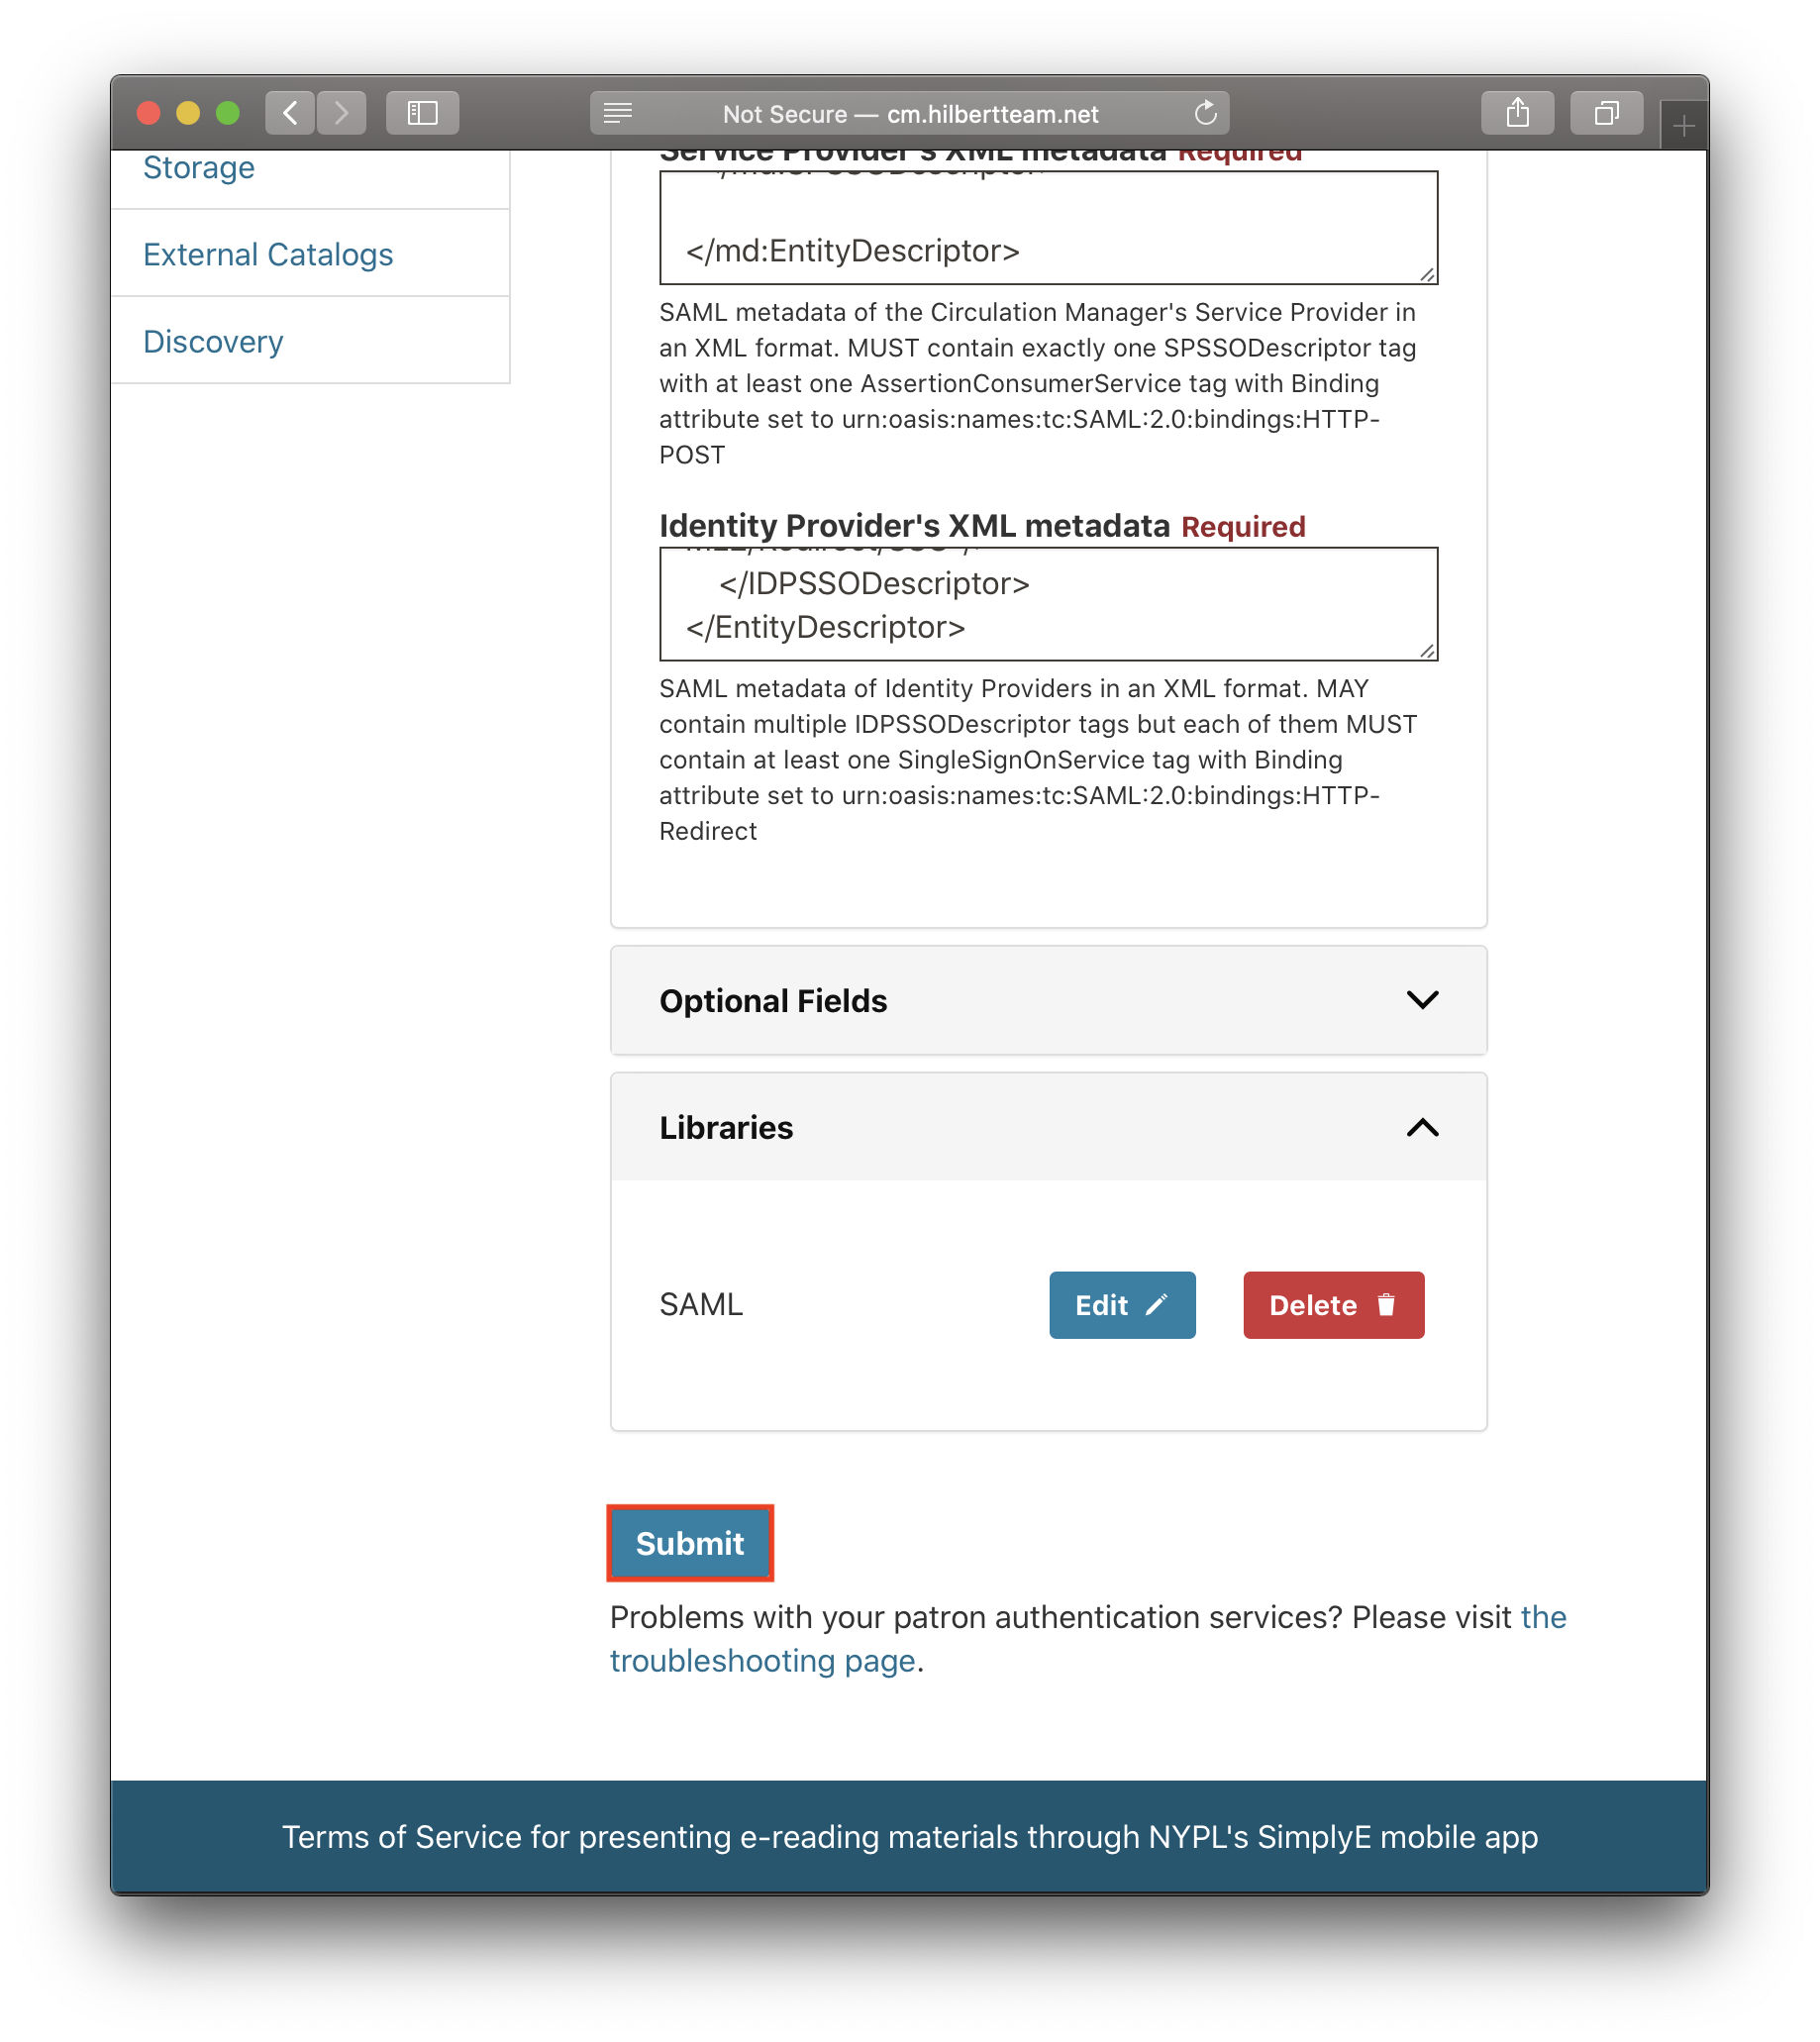 Not Secure — cm.hilbertteam.net
Storage
External Catalogs
Discovery
Service Provider's XML metadata Required
</md:EntityDescriptor>
SAML metadata of the Circulation Manager's Service Provider in
an XML format. MUST contain exactly one SPSSODescriptor tag
with at least one AssertionConsumerService tag with Binding
attribute set to urn:oasis:names:tc:SAML:2.0:bindings:HTTP-
POST
Identity Provider's XML metadata Required
</IDPSSODescriptor>
</EntityDescriptor>
SAML metadata of Identity Providers in an XML format. MAY
contain multiple IDPSSODescriptor tags but each of them MUST
contain at least one SingleSignOnService tag with Binding
attribute set to urn:oasis:names:tc:SAML:2.0:bindings:HTTP-
Redirect
Optional Fields
Libraries
SAML
Edit
Delete
Submit
Problems with your patron authentication services? Please visit the
troubleshooting page.
Terms of Service for presenting e-reading materials through NYPL's SimplyE mobile app